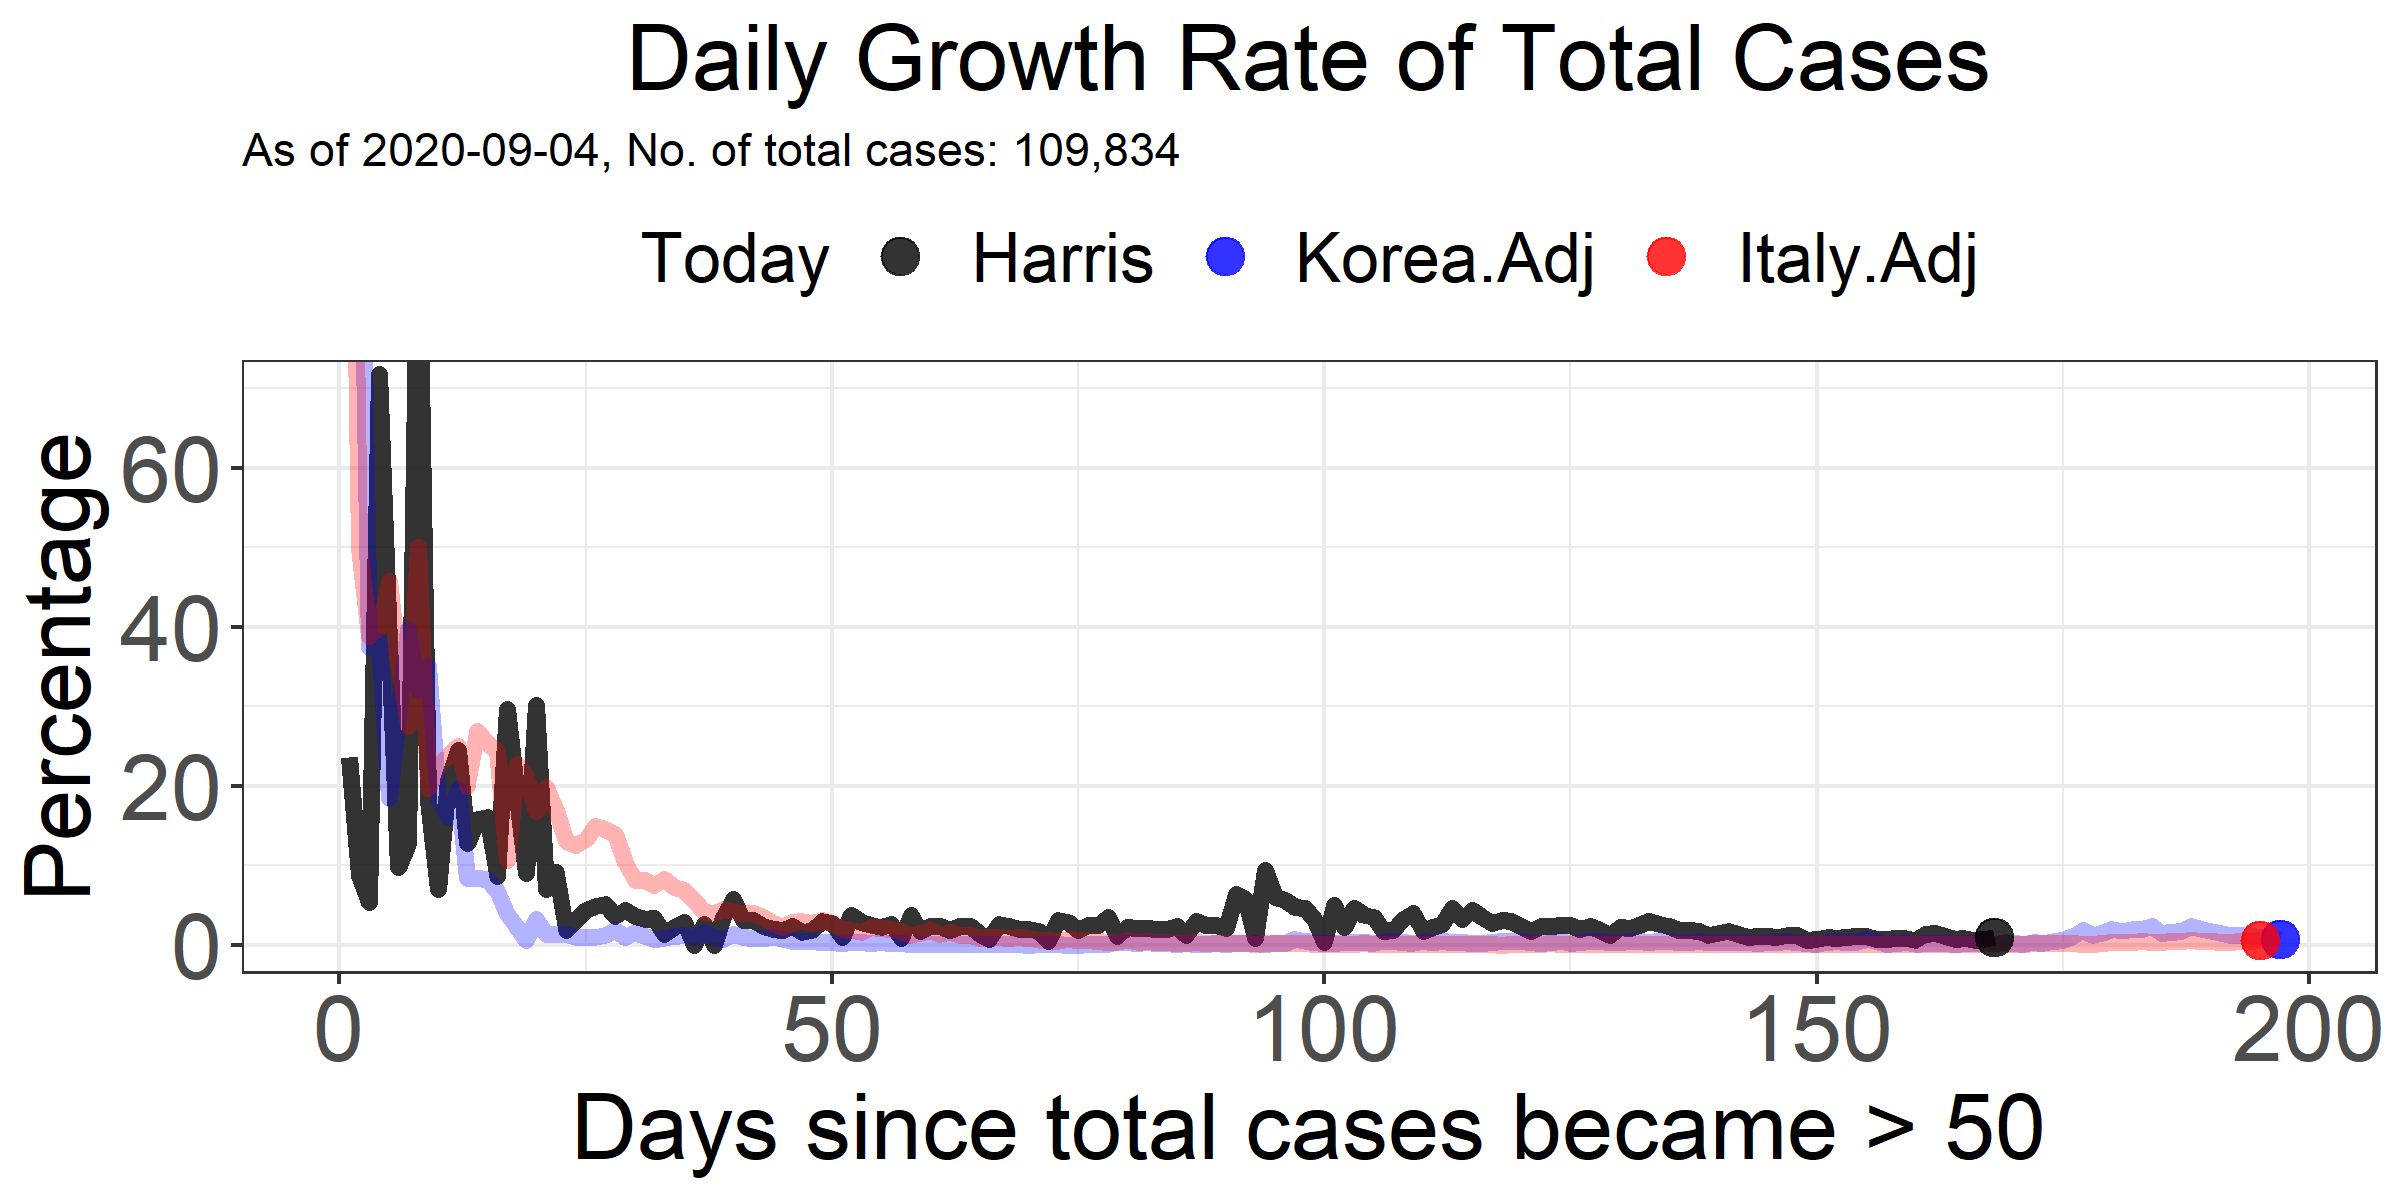 Daily Growth Rate of Total Cases
As of 2020-09-04, No. of total cases: 109,834
Today Harris Korea.Adj Italy.Adj
Percentage
60
40
20
0
0 50 100 150 200
Days since total cases became > 50